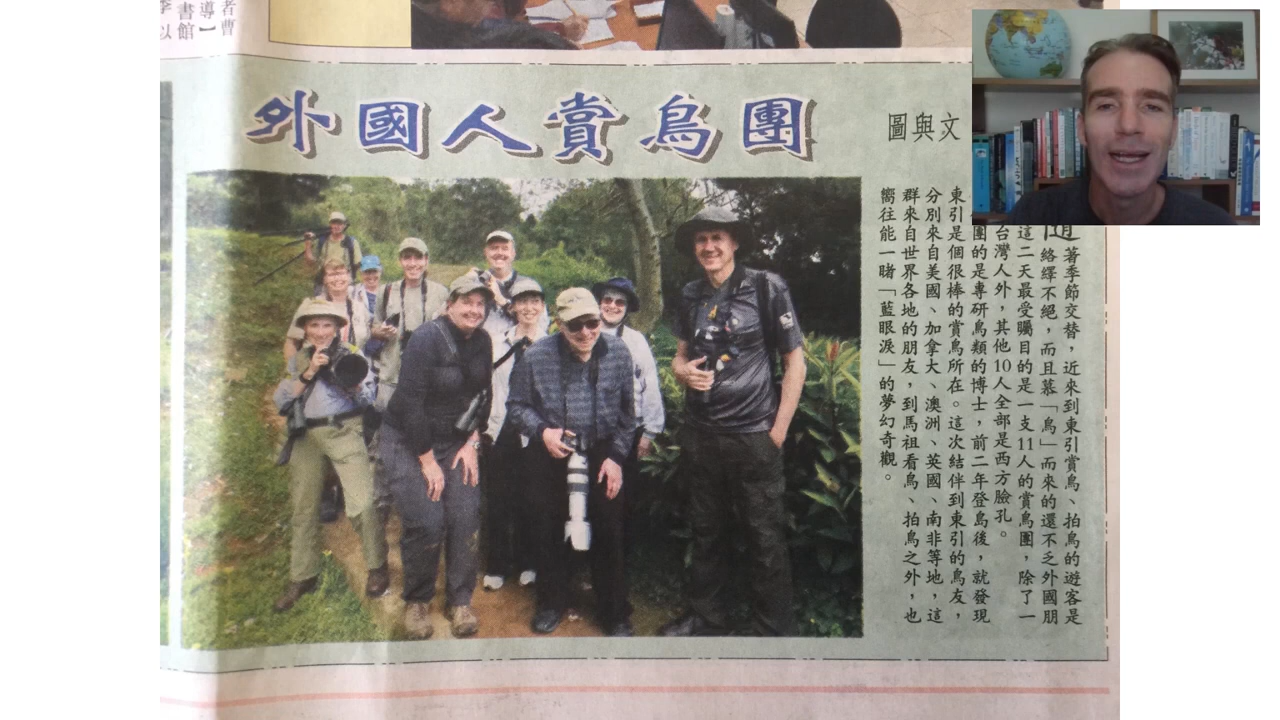 者曹
導】
書館
外國人賞鳥團
圖與文
隨著季節交替，近來到東引賞鳥、拍鳥的遊客是
絡繹不絕，而且慕「鳥」而來的還不乏外國朋
這二天最受矚目的是一支11人的賞鳥團，除了一
台灣人外，其他10人全部是西方臉孔。
團的是專研鳥類的博士，前二年登島後，就發現
東引是個很棒的賞鳥所在。這次結伴到東引的鳥友，
分別來自美國、加拿大、澳洲、英國、南非等地，這
群來自世界各地的朋友，到馬祖看鳥、拍鳥之外，也
嚮往能一睹「藍眼淚」的夢幻奇觀。